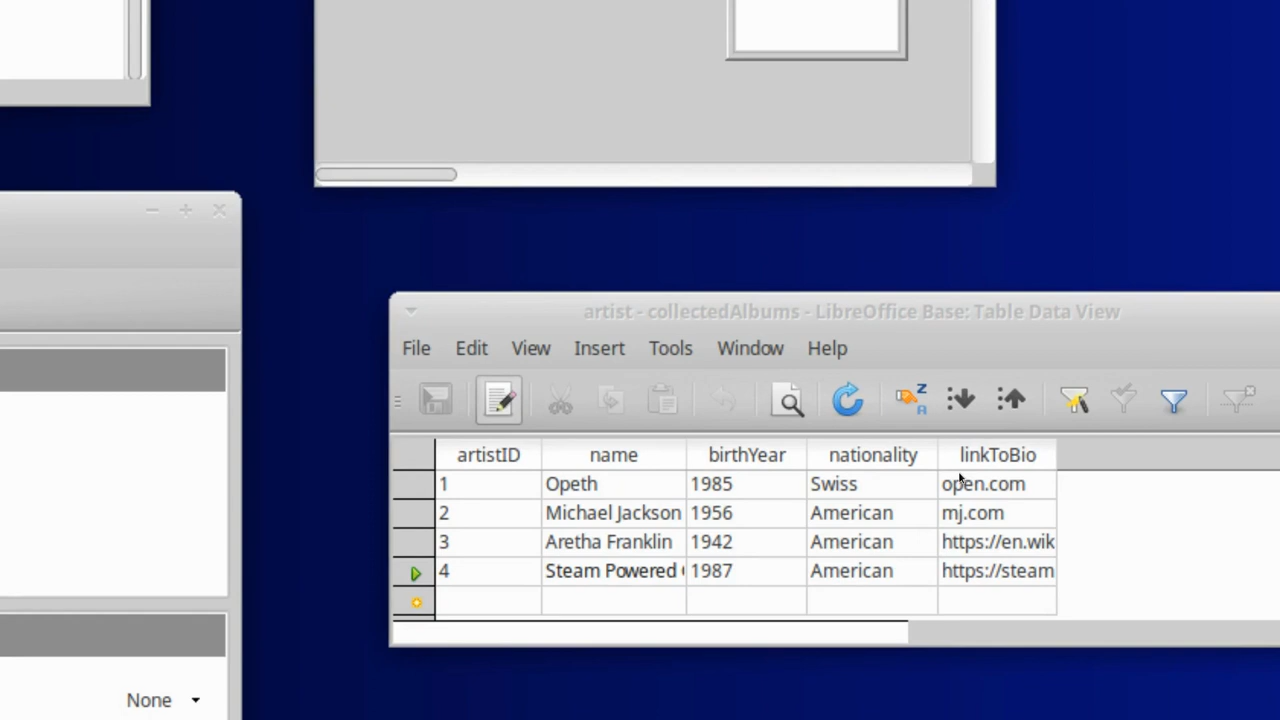 artist - collectedAlbums - LibreOffice Base: Table Data View
File Edit View Insert Tools Window Help
artistID name birthYear nationality linkToBio
1 Opeth 1985 Swiss open.com
2 Michael Jackson 1956 American mj.com
3 Aretha Franklin 1942 American https://en.wik
4 Steam Powered 1987 American https://steam
None